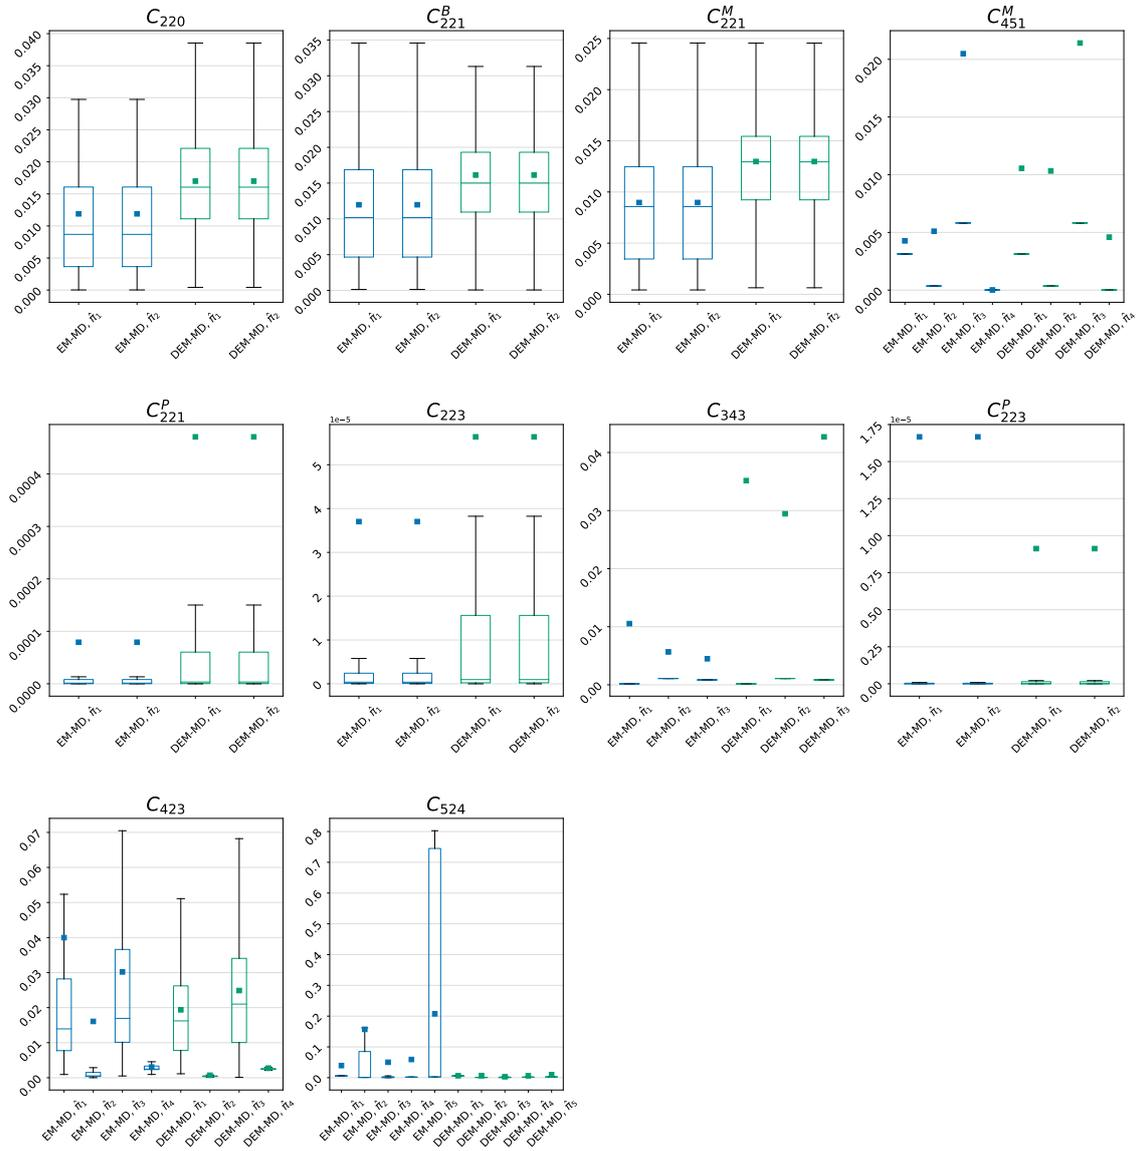 C220
0.040
0.035
0.030
0.025
0.020
0.015
0.010
0.005
0.000
EM-MD, π̂1
EM-MD, π̂2
DEM-MD, π̂1
DEM-MD, π̂2
C^B_221
0.035
0.030
0.025
0.020
0.015
0.010
0.005
0.000
EM-MD, π̂1
EM-MD, π̂2
DEM-MD, π̂1
DEM-MD, π̂2
C^M_221
0.025
0.020
0.015
0.010
0.005
0.000
EM-MD, π̂1
EM-MD, π̂2
DEM-MD, π̂1
DEM-MD, π̂2
C^M_451
0.020
0.015
0.010
0.005
0.000
EM-MD, π̂1
EM-MD, π̂2
EM-MD, π̂3
EM-MD, π̂4
DEM-MD, π̂1
DEM-MD, π̂2
DEM-MD, π̂3
DEM-MD, π̂4
C^P_221
0.0004
0.0003
0.0002
0.0001
0.0000
EM-MD, π̂1
EM-MD, π̂2
DEM-MD, π̂1
DEM-MD, π̂2
C223
1e−5
5
4
3
2
1
0
EM-MD, π̂1
EM-MD, π̂2
DEM-MD, π̂1
DEM-MD, π̂2
C343
0.04
0.03
0.02
0.01
0.00
EM-MD, π̂1
EM-MD, π̂2
EM-MD, π̂3
DEM-MD, π̂1
DEM-MD, π̂2
DEM-MD, π̂3
C^P_223
1e−5
1.75
1.50
1.25
1.00
0.75
0.50
0.25
0.00
EM-MD, π̂1
EM-MD, π̂2
DEM-MD, π̂1
DEM-MD, π̂2
C423
0.07
0.06
0.05
0.04
0.03
0.02
0.01
0.00
EM-MD, π̂1
EM-MD, π̂2
EM-MD, π̂3
EM-MD, π̂4
DEM-MD, π̂1
DEM-MD, π̂2
DEM-MD, π̂3
DEM-MD, π̂4
C524
0.8
0.7
0.6
0.5
0.4
0.3
0.2
0.1
0.0
EM-MD, π̂1
EM-MD, π̂2
EM-MD, π̂3
EM-MD, π̂4
EM-MD, π̂5
DEM-MD, π̂1
DEM-MD, π̂2
DEM-MD, π̂3
DEM-MD, π̂4
DEM-MD, π̂5